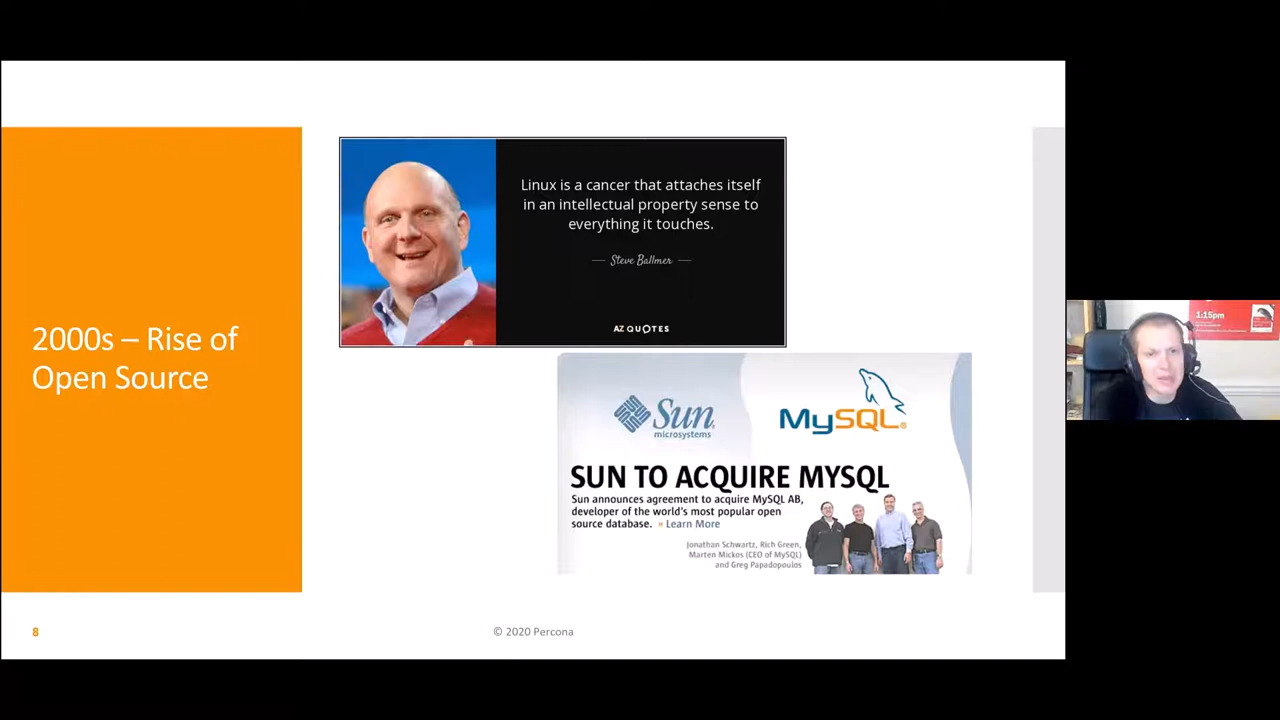 2000s – Rise of
Open Source
Linux is a cancer that attaches itself
in an intellectual property sense to
everything it touches.
Steve Ballmer
AZ QUOTES
Sun
microsystems
MySQL®
SUN TO ACQUIRE MYSQL
Sun announces agreement to acquire MySQL AB,
developer of the world's most popular open
source database. » Learn More
Jonathan Schwartz, Rich Green,
Marten Mickos (CEO of MySQL)
and Greg Papadopoulos
8
© 2020 Percona
1:15pm